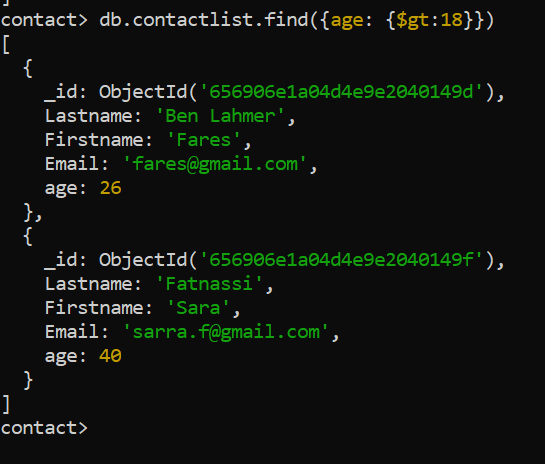 ]
contact> db.contactlist.find({age: {$gt:18}})
[
  {
    _id: ObjectId('656906e1a04d4e9e2040149d'),
    Lastname: 'Ben Lahmer',
    Firstname: 'Fares',
    Email: 'fares@gmail.com',
    age: 26
  },
  {
    _id: ObjectId('656906e1a04d4e9e2040149f'),
    Lastname: 'Fatnassi',
    Firstname: 'Sara',
    Email: 'sarra.f@gmail.com',
    age: 40
  }
]
contact>